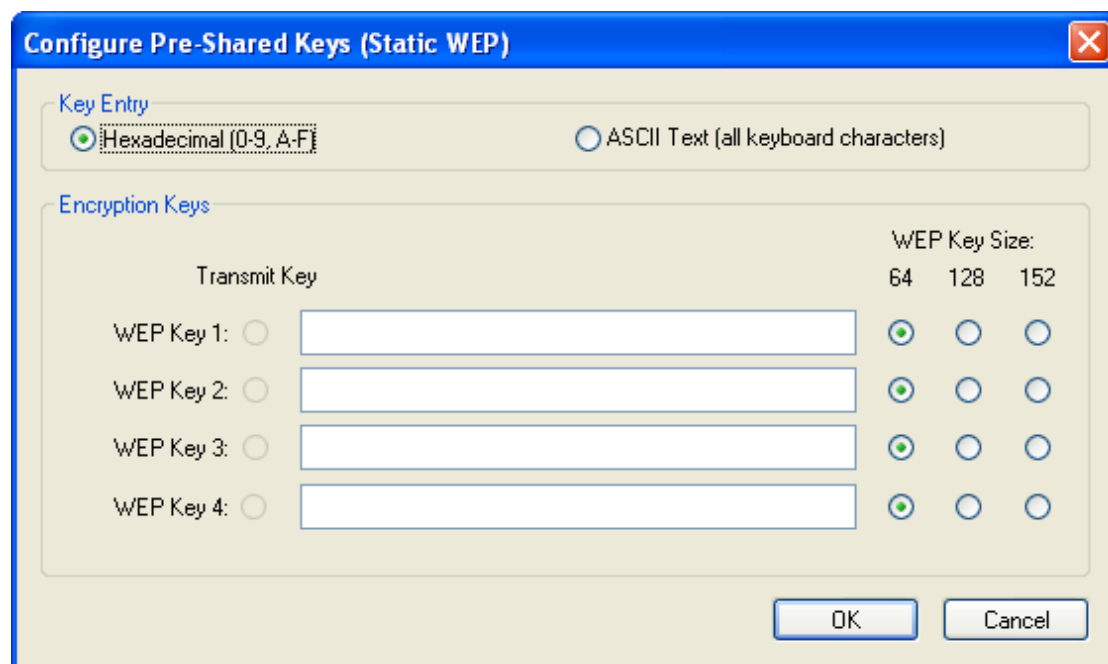 Configure Pre-Shared Keys (Static WEP)
Key Entry
Hexadecimal (0-9, A-F) ASCII Text (all keyboard characters)
Encryption Keys
WEP Key Size:
Transmit Key 64 128 152
WEP Key 1:
WEP Key 2:
WEP Key 3:
WEP Key 4:
OK Cancel